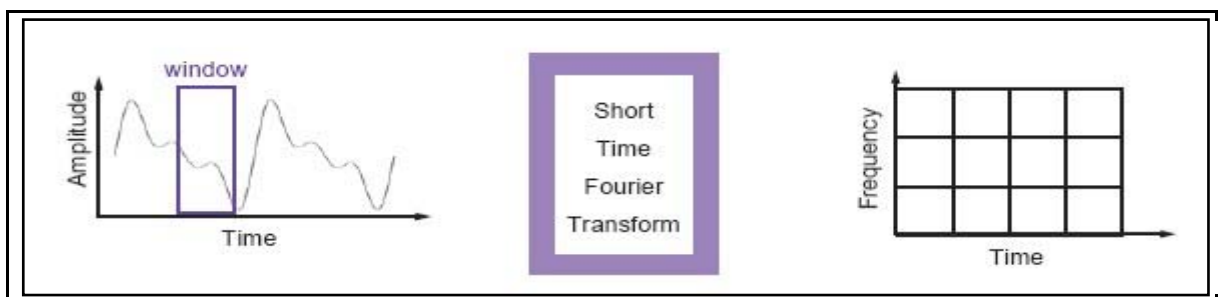 window
Amplitude
Time
Short
Time
Fourier
Transform
Frequency
Time